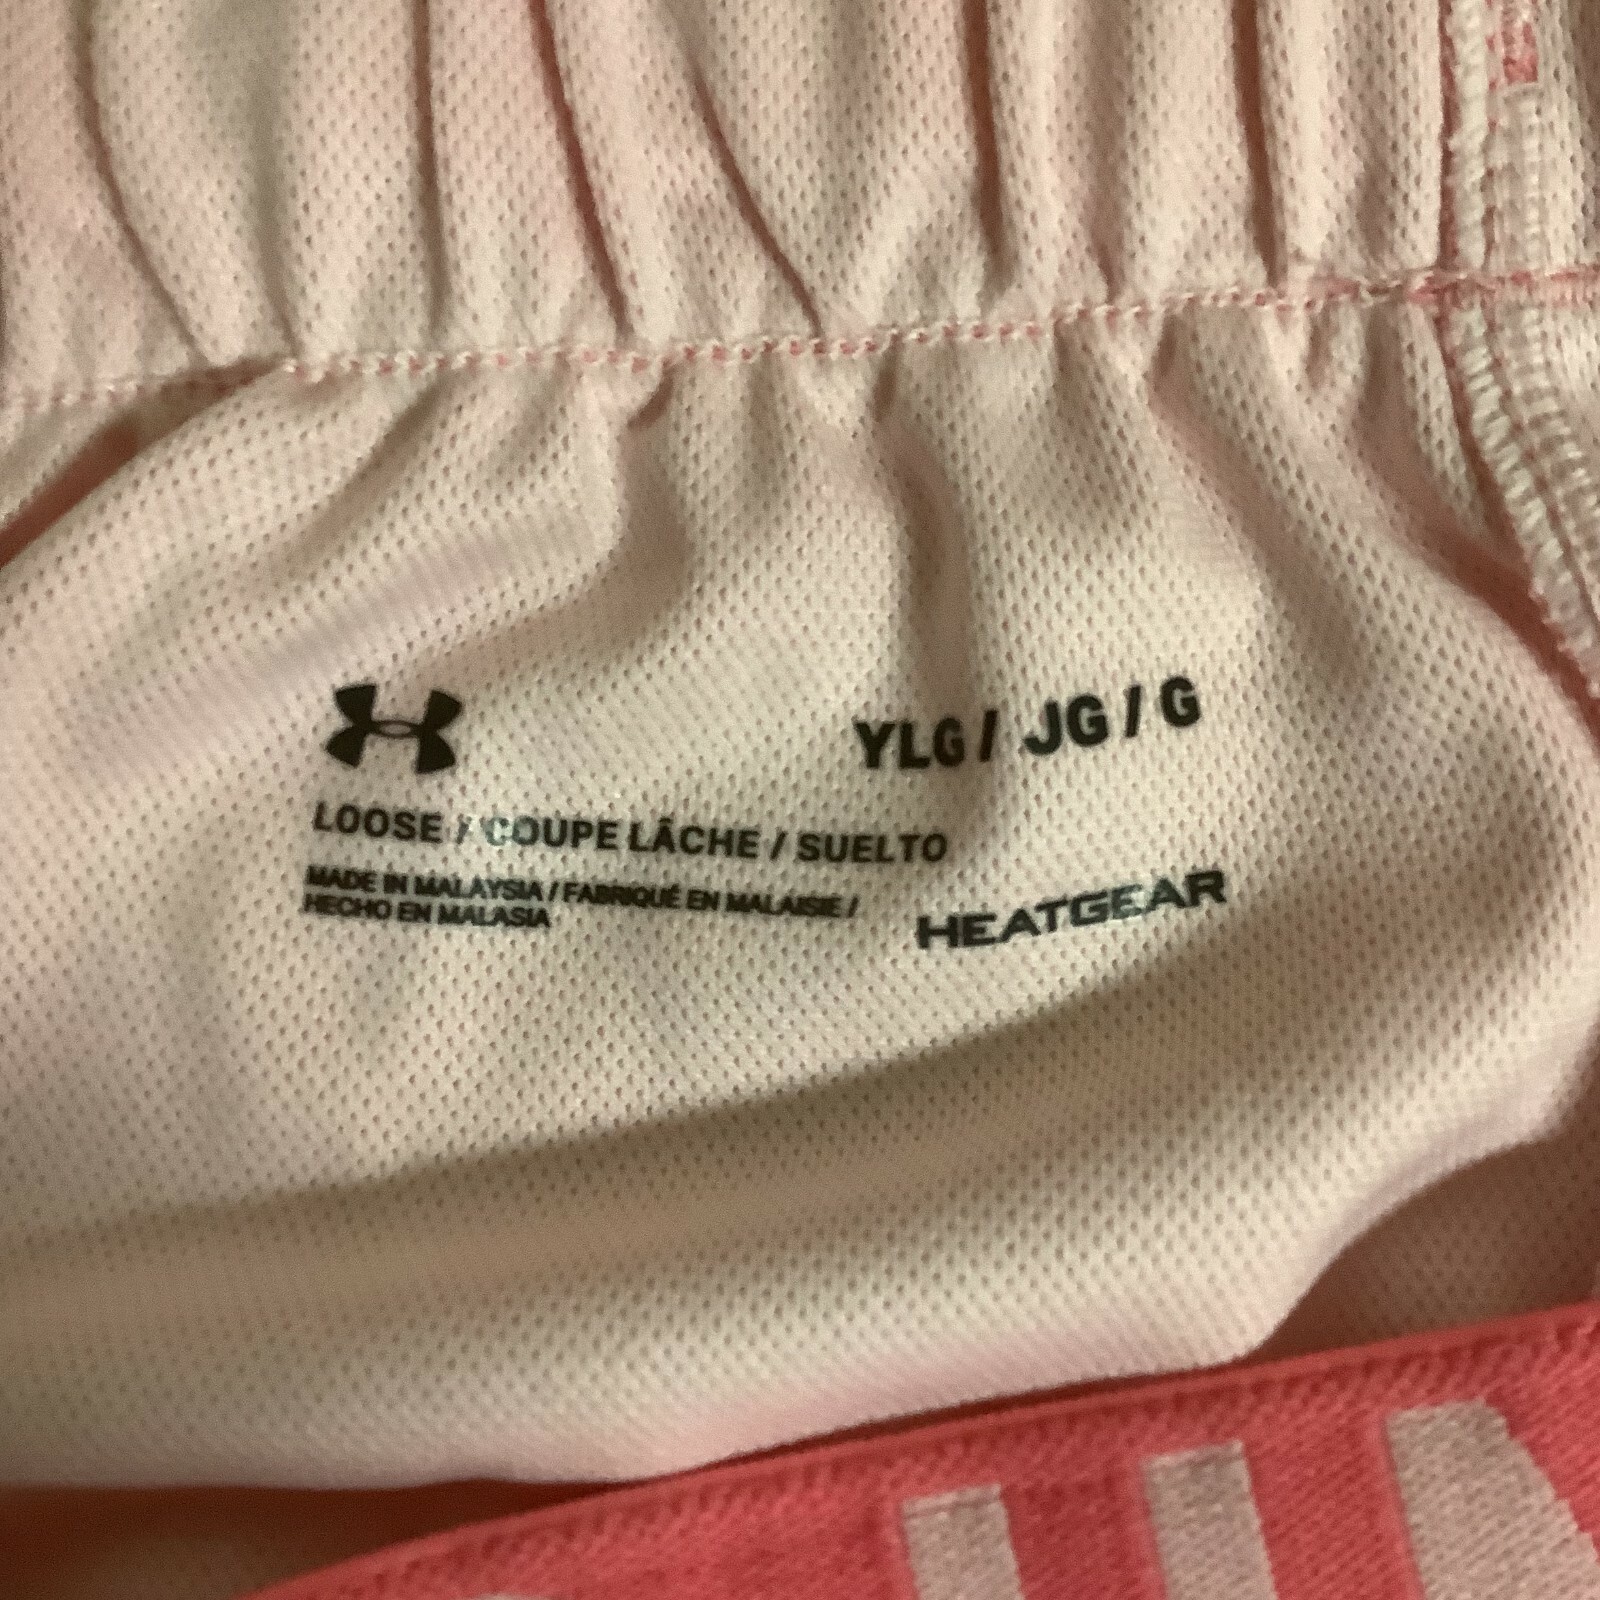 YLG / JG / G
LOOSE / COUPE LÂCHE / SUELTO
MADE IN MALAYSIA / FABRIQUÉ EN MALAISIE /
HECHO EN MALASIA
HEATGEAR